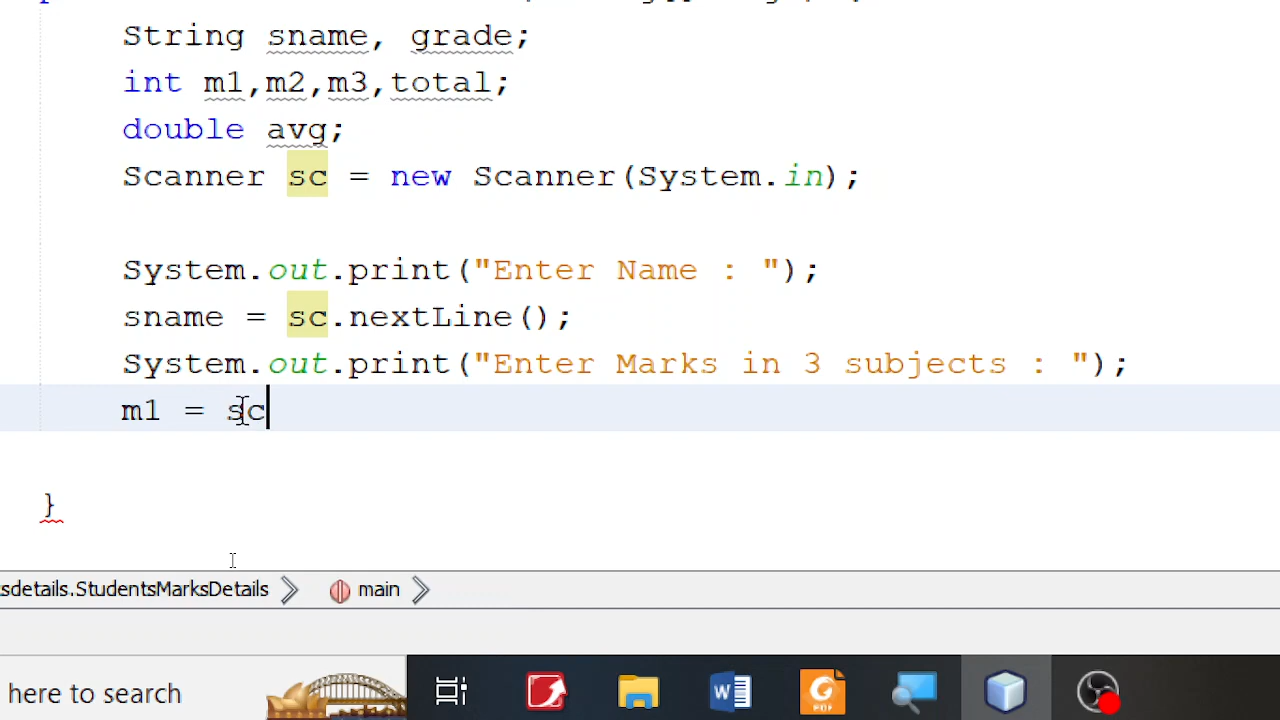 String sname, grade;
int m1,m2,m3,total;
double avg;
Scanner sc = new Scanner(System.in);
System.out.print("Enter Name : ");
sname = sc.nextLine();
System.out.print("Enter Marks in 3 subjects : ");
m1 = sc
}
sdetails.StudentsMarksDetails main
here to search